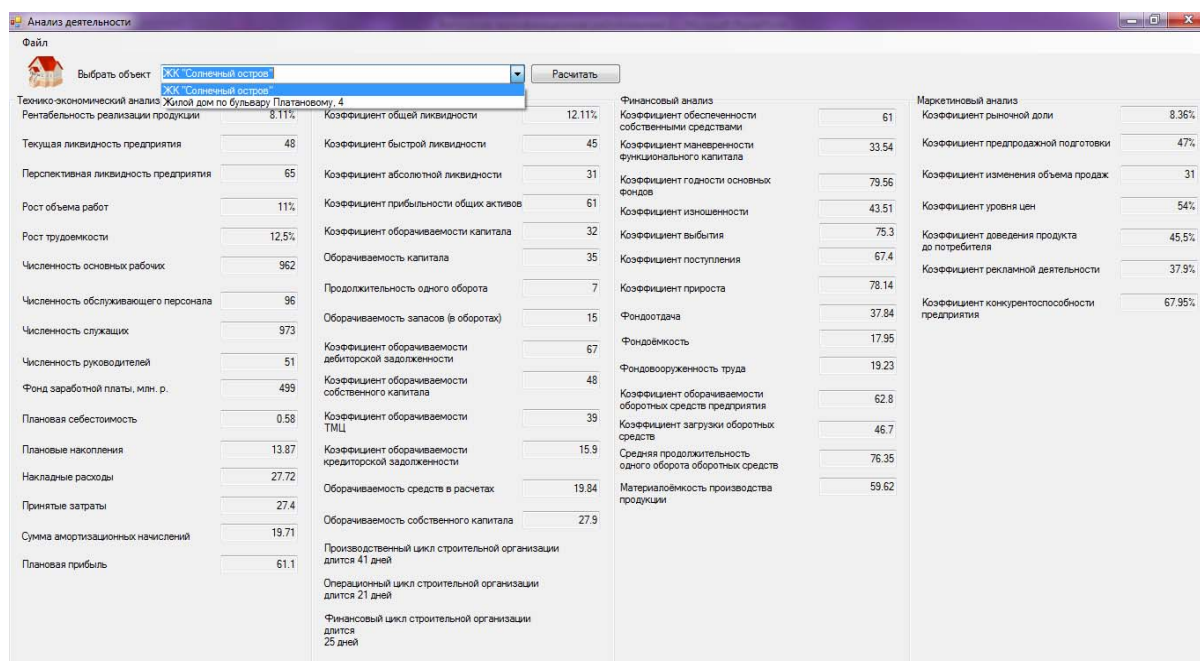 Анализ деятельности
Файл
Выбрать объект ЖК "Солнечный остров" Расчитать
ЖК "Солнечный остров"
Жилой дом по бульвару Платановому, 4
Технико-экономический анализ
Рентабельность реализации продукции 8.11%
Текущая ликвидность предприятия 48
Перспективная ликвидность предприятия 65
Рост объема работ 11%
Рост трудоемкости 12,5%
Численность основных рабочих 962
Численность обслуживающего персонала 96
Численность служащих 973
Численность руководителей 51
Фонд заработной платы, млн. р. 499
Плановая себестоимость 0.58
Плановые накопления 13.87
Накладные расходы 27.72
Принятые затраты 27.4
Сумма амортизационных начислений 19.71
Плановая прибыль 61.1
Коэффициент общей ликвидности 12.11%
Коэффициент быстрой ликвидности 45
Коэффициент абсолютной ликвидности 31
Коэффициент прибыльности общих активов 61
Коэффициент оборачиваемости капитала 32
Оборачиваемость капитала 35
Продолжительность одного оборота 7
Оборачиваемость запасов (в оборотах) 15
Коэффициент оборачиваемости
дебиторской задолженности 67
Коэффициент оборачиваемости
собственного капитала 48
Коэффициент оборачиваемости
ТМЦ 39
Коэффициент оборачиваемости
кредиторской задолженности 15.9
Оборачиваемость средств в расчетах 19.84
Оборачиваемость собственного капитала 27.9
Производственный цикл строительной организации
длится 41 дней
Операционный цикл строительной организации
длится 21 дней
Финансовый цикл строительной организации
длится
25 дней
Финансовый анализ
Коэффициент обеспеченности
собственными средствами 61
Коэффициент маневренности
функционального капитала 33.54
Коэффициент годности основных
фондов 79.56
Коэффициент изношенности 43.51
Коэффициент выбытия 75.3
Коэффициент поступления 67.4
Коэффициент прироста 78.14
Фондоотдача 37.84
Фондоёмкость 17.95
Фондовооруженность труда 19.23
Коэффициент оборачиваемости
оборотных средств предприятия 62.8
Коэффициент загрузки оборотных
средств 46.7
Средняя продолжительность
одного оборота оборотных средств 76.35
Материалоёмкость производства
продукции 59.62
Маркетиновый анализ
Коэффициент рыночной доли 8.36%
Коэффициент предпродажной подготовки 47%
Коэффициент изменения объема продаж 31
Коэффициент уровня цен 54%
Коэффициент доведения продукта
до потребителя 45,5%
Коэффициент рекламной деятельности 37.9%
Коэффициент конкурентоспособности
предприятия 67.95%